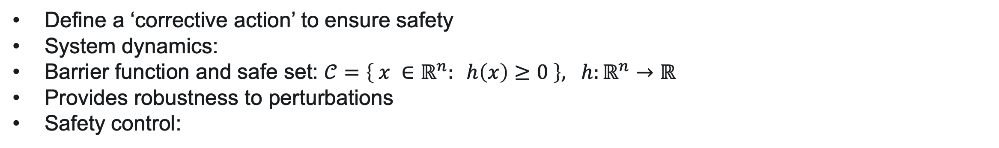 • Define a ‘corrective action’ to ensure safety
• System dynamics:
• Barrier function and safe set: 𝒞 = { x ∈ ℝⁿ: h(x) ≥ 0 }, h: ℝⁿ → ℝ
• Provides robustness to perturbations
• Safety control: